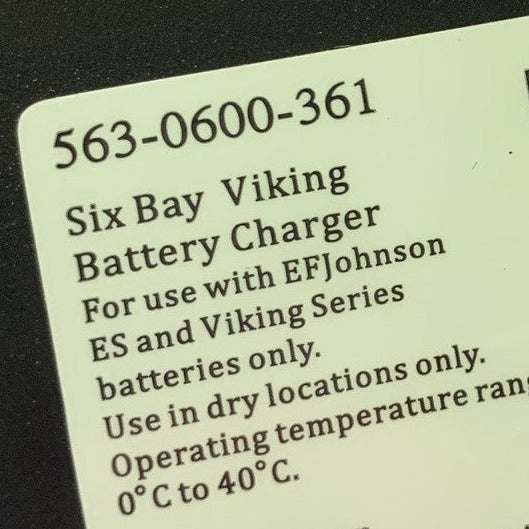 563-0600-361
Six Bay Viking
Battery Charger
For use with EFJohnson
ES and Viking Series
batteries only.
Use in dry locations only.
Operating temperature ran
0°C to 40°C.